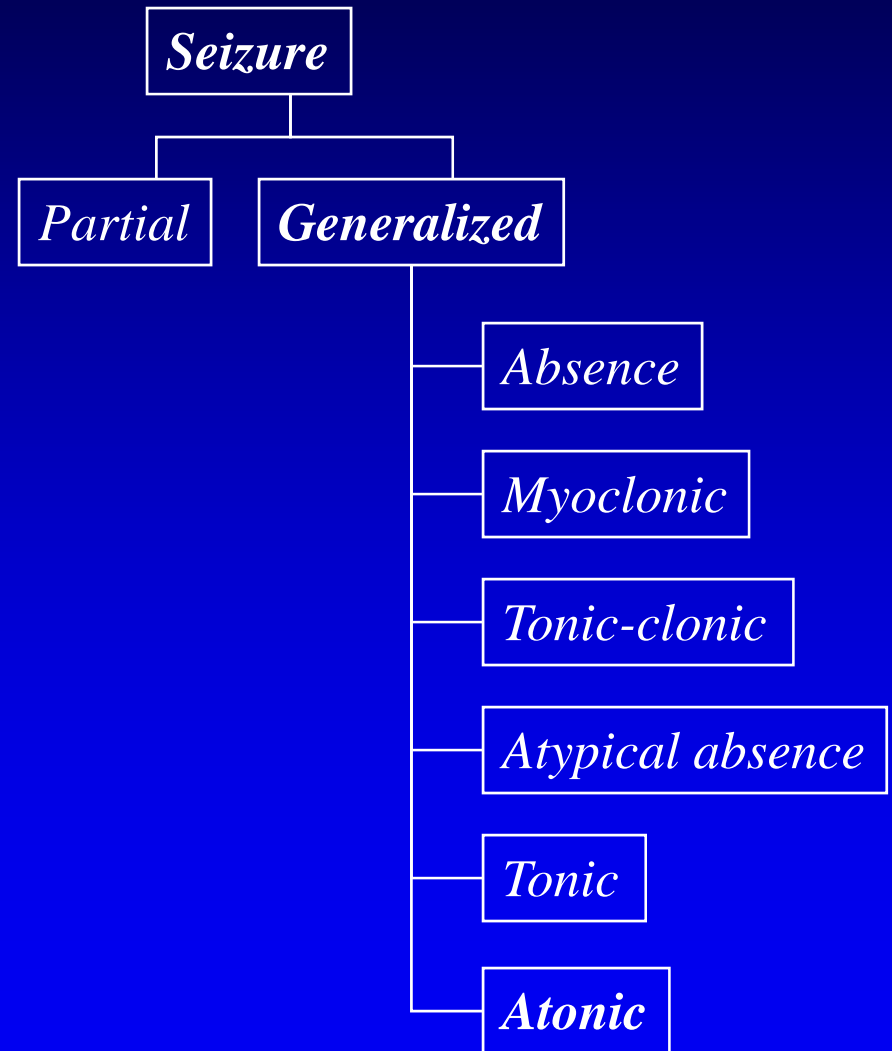 Seizure
Partial Generalized
Absence
Myoclonic
Tonic-clonic
Atypical absence
Tonic
Atonic